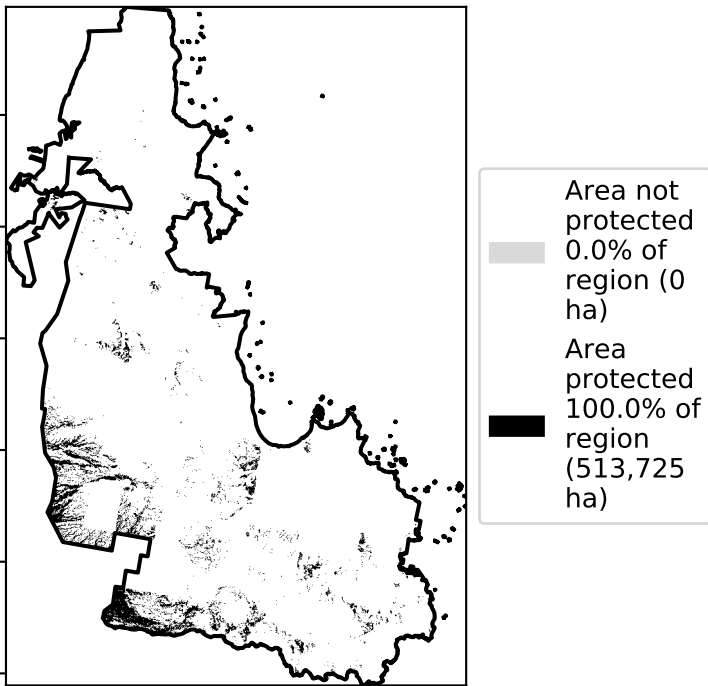 Area not
protected
0.0% of
region (0
ha)
Area
protected
100.0% of
region
(513,725
ha)